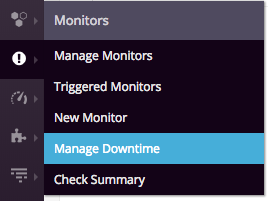 Monitors
Manage Monitors
Triggered Monitors
New Monitor
Manage Downtime
Check Summary